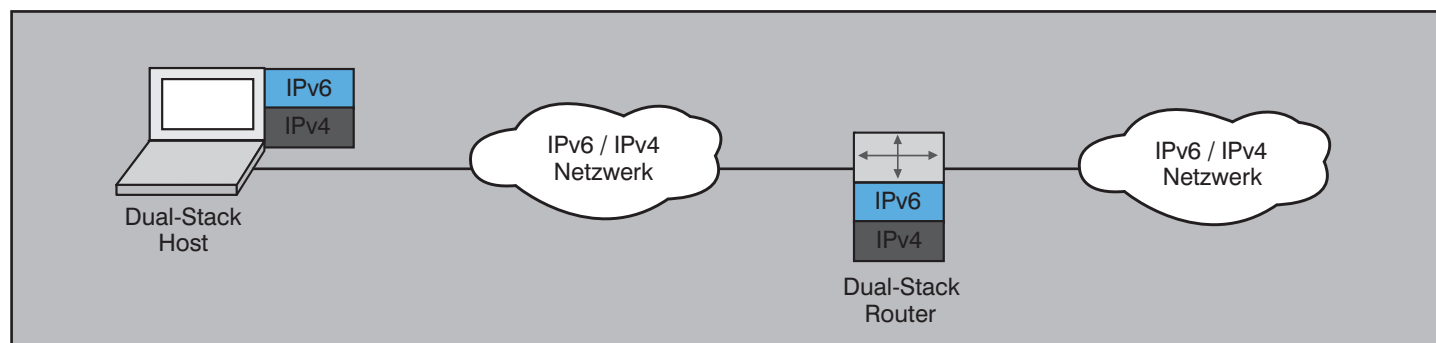 IPv6
IPv4
Dual-Stack
Host
IPv6 / IPv4
Netzwerk
IPv6
IPv4
Dual-Stack
Router
IPv6 / IPv4
Netzwerk